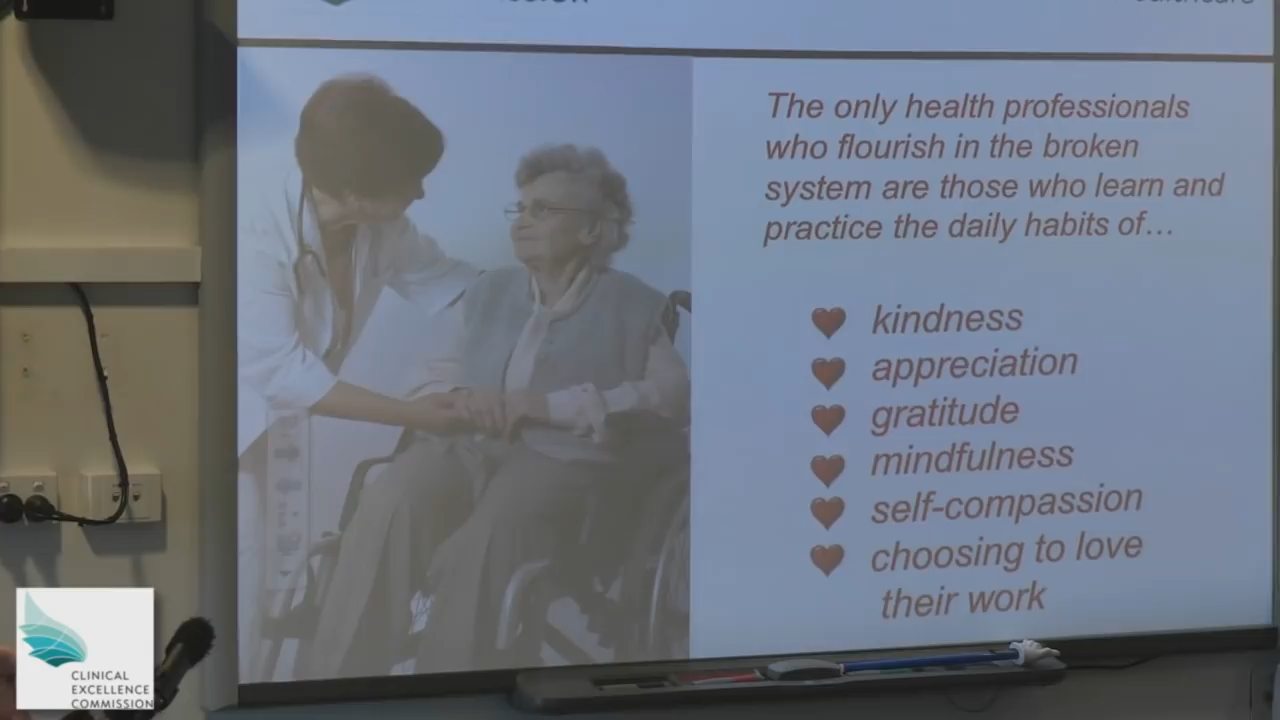 The only health professionals
who flourish in the broken
system are those who learn and
practice the daily habits of...
kindness
appreciation
gratitude
mindfulness
self-compassion
choosing to love
their work
CLINICAL
EXCELLENCE
COMMISSION